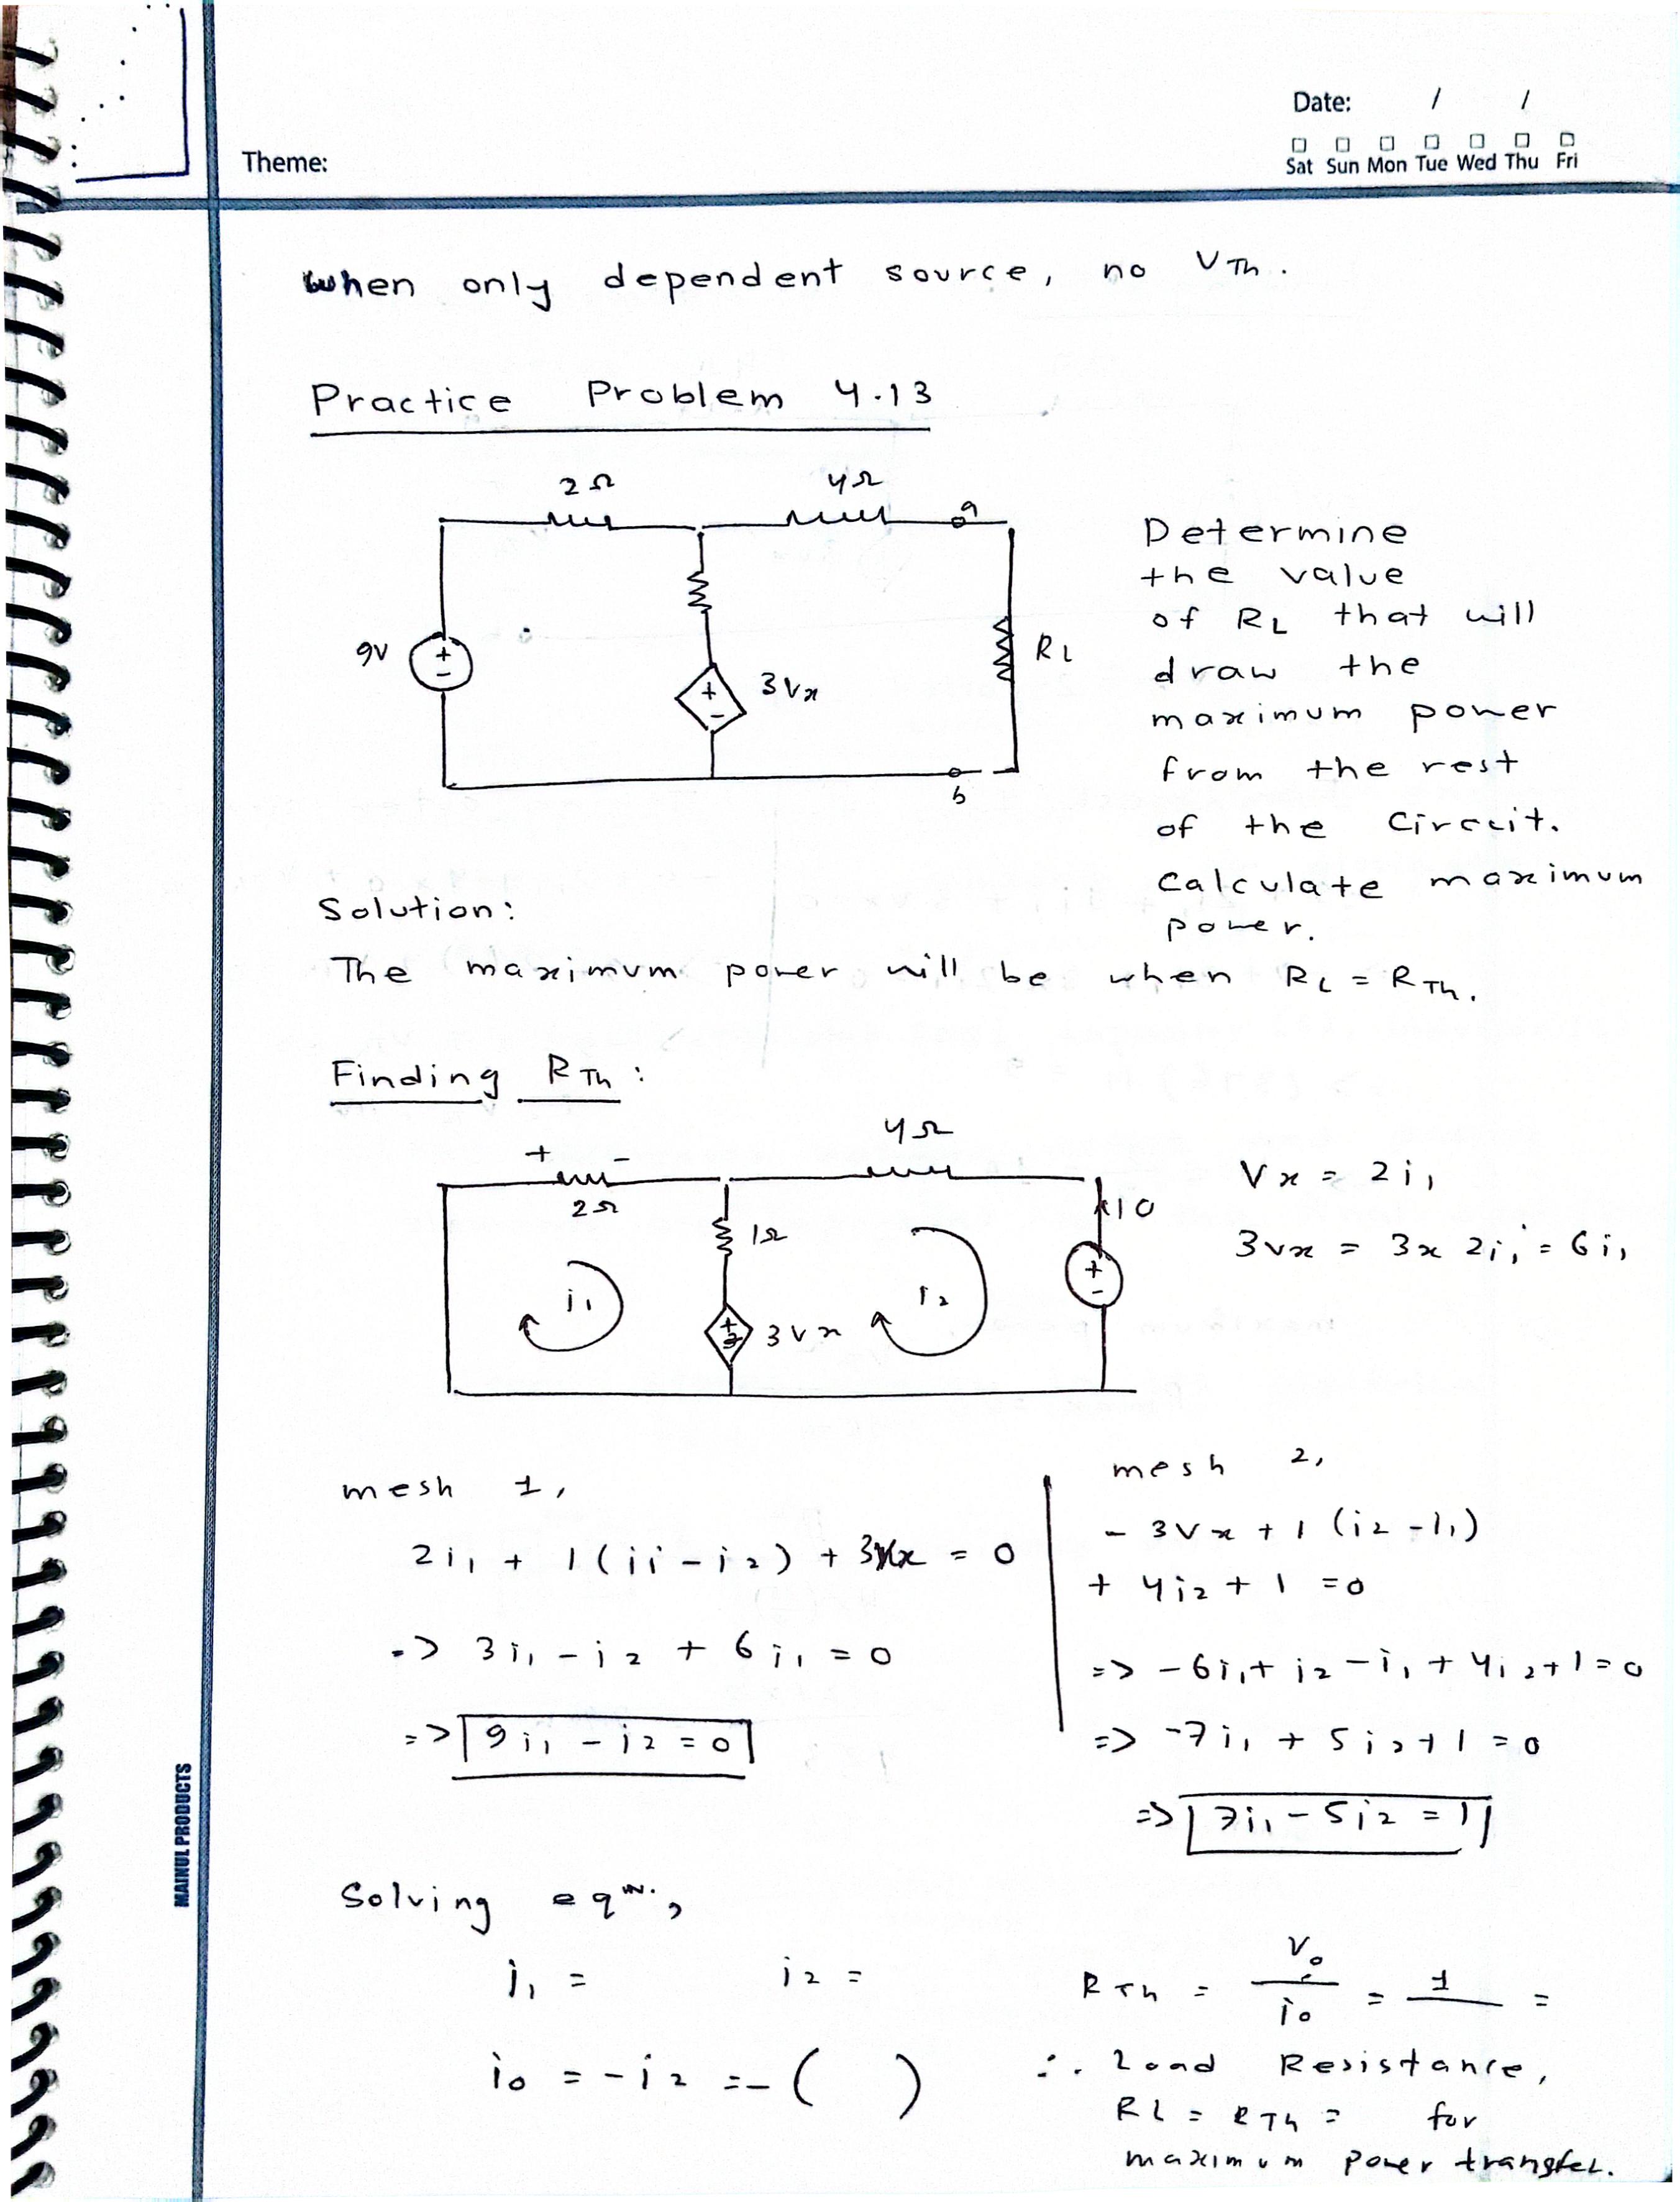 Date: / /
Sat Sun Mon Tue Wed Thu Fri
Theme:
when only dependent source, no VTh.
Practice Problem 4.13
2Ω
4Ω
a
9V
+
-
+
-
3Vx
RL
b
Determine
the value
of RL that will
draw the
maximum power
from the rest
of the circuit.
Calculate maximum
power.
Solution:
The maximum power will be when RL = RTh.
Finding RTh:
4Ω
+ -
2Ω
1Ω
i1
i2
3Vx
+
-
Vx = 2i1
3vx = 3x 2i1 = 6i1
mesh 1,
2i1 + 1(i1 - i2) + 3Vx = 0
=> 3i1 - i2 + 6i1 = 0
=> 9i1 - i2 = 0
mesh 2,
- 3Vx + 1 (i2 - i1)
+ 4i2 + 1 = 0
=> -6i1 + i2 - i1 + 4i2 + 1 = 0
=> -7i1 + 5i2 + 1 = 0
=> 7i1 - 5i2 = 1
Solving eqn.,
i1 = i2 =
i0 = -i2 = - ( )
RTh = Vo / io = 1 / =
∴ Load Resistance,
RL = RTh = for
maximum power transfer.
MAINUL PRODUCTS